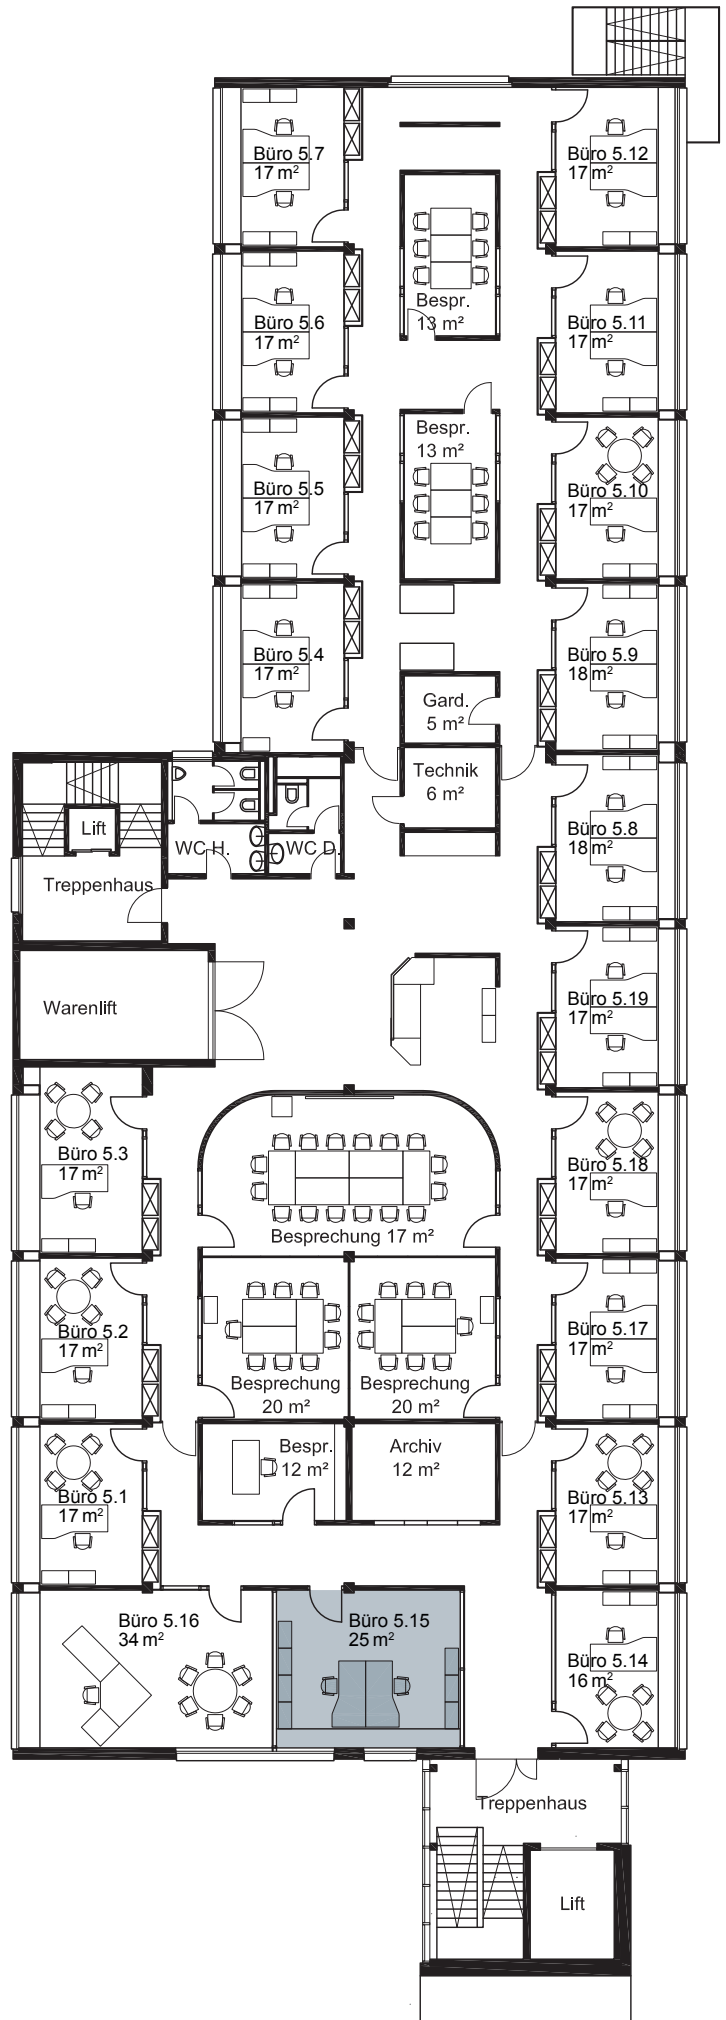 Büro 5.7
17 m²
Büro 5.12
17 m²
Bespr.
13 m²
Büro 5.6
17 m²
Büro 5.11
17 m²
Bespr.
13 m²
Büro 5.5
17 m²
Büro 5.10
17 m²
Büro 5.4
17 m²
Büro 5.9
18 m²
Gard.
5 m²
Technik
6 m²
Lift
WC H.
WC D.
Büro 5.8
18 m²
Treppenhaus
Warenlift
Büro 5.19
17 m²
Büro 5.3
17 m²
Büro 5.18
17 m²
Besprechung 17 m²
Büro 5.2
17 m²
Büro 5.17
17 m²
Besprechung
20 m²
Besprechung
20 m²
Bespr.
12 m²
Archiv
12 m²
Büro 5.1
17 m²
Büro 5.13
17 m²
Büro 5.16
34 m²
Büro 5.15
25 m²
Büro 5.14
16 m²
Treppenhaus
Lift